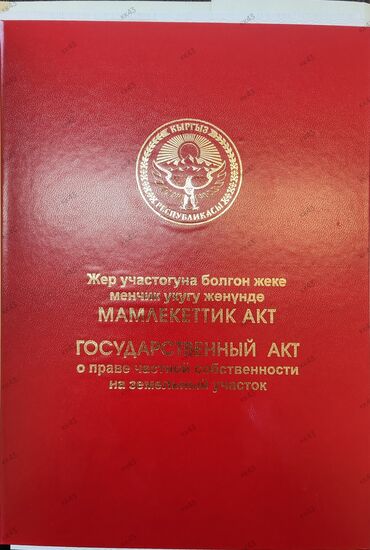 КЫРГЫЗ
РЕСПУБЛИКАСЫ
Жер участогуна болгон жеке
менчик укугу жөнүндө
МАМЛЕКЕТТИК АКТ
ГОСУДАРСТВЕННЫЙ АКТ
о праве частной собственности
на земельный участок